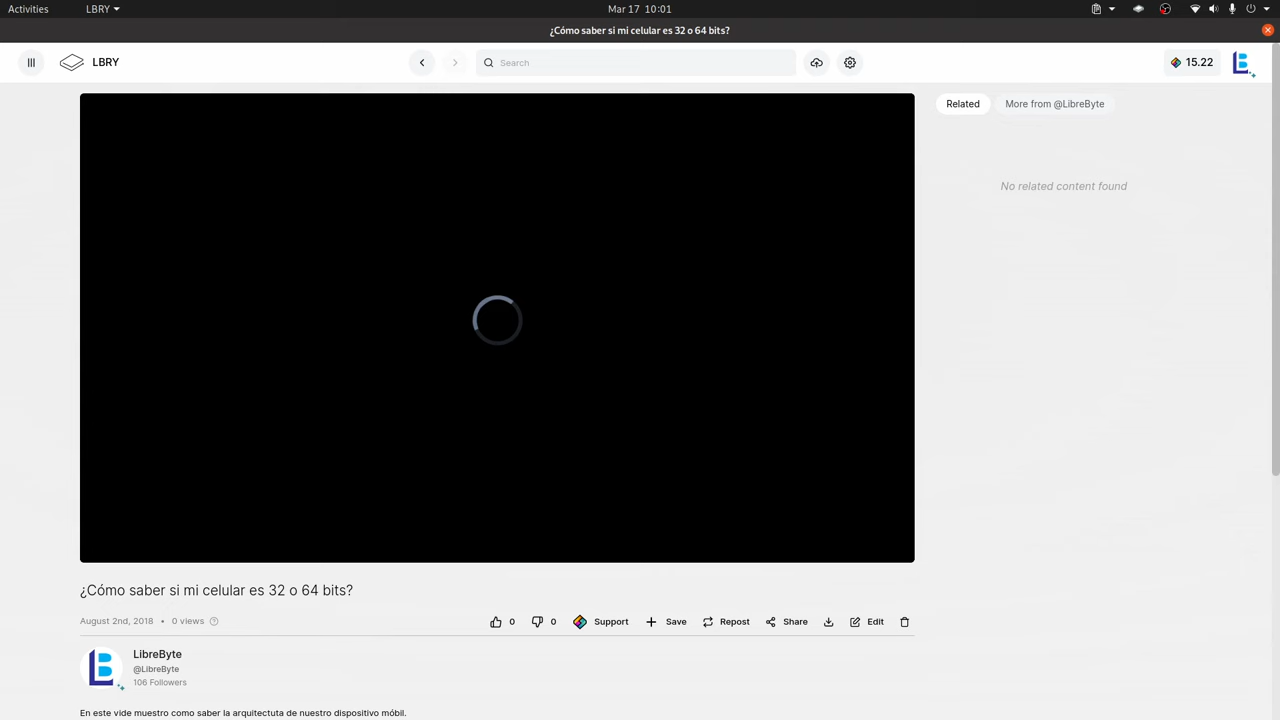 Activities
LBRY
Mar 17 10:01
¿Cómo saber si mi celular es 32 o 64 bits?
LBRY
Search
15.22
Related
More from @LibreByte
No related content found
¿Cómo saber si mi celular es 32 o 64 bits?
August 2nd, 2018 • 0 views
0
0
Support
Save
Repost
Share
Edit
LibreByte
@LibreByte
106 Followers
En este vide muestro como saber la arquitectuta de nuestro dispositivo móbil.